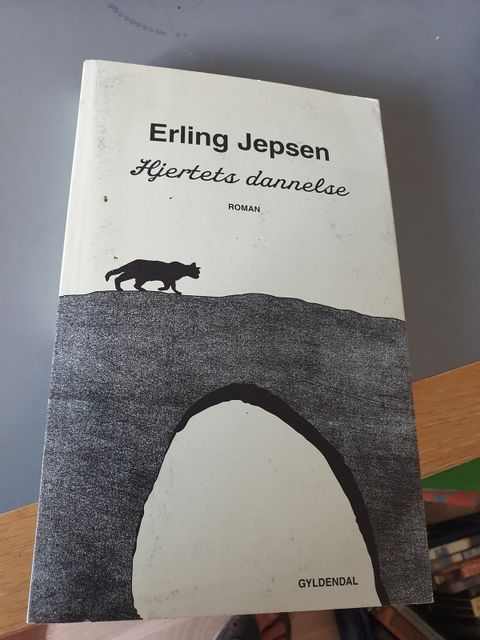 Erling Jepsen
Hjertets dannelse
ROMAN
GYLDENDAL